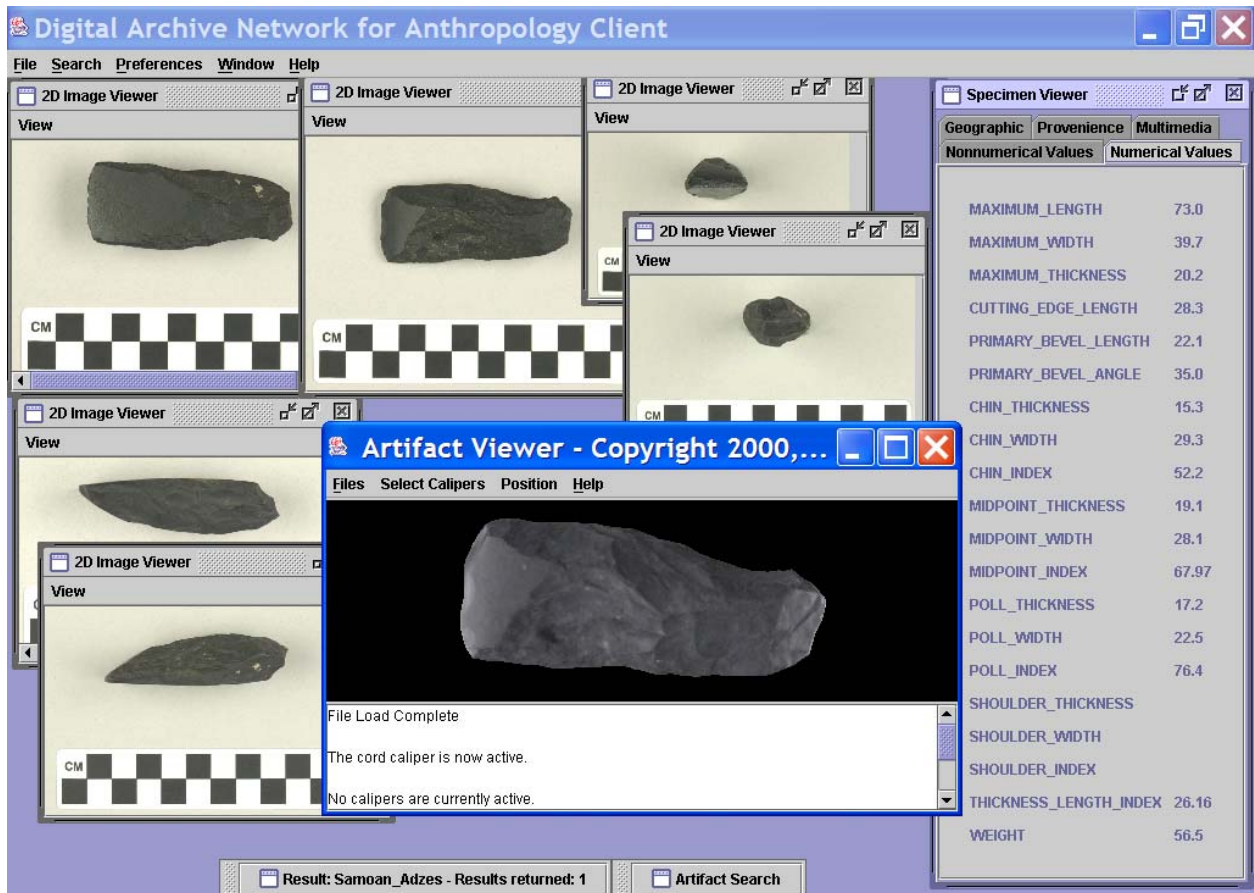 Digital Archive Network for Anthropology Client
File Search Preferences Window Help
2D Image Viewer
View
CM
2D Image Viewer
View
CM
2D Image Viewer
View
CM
2D Image Viewer
View
CM
2D Image Viewer
View
2D Image Viewer
View
CM
Artifact Viewer - Copyright 2000,...
Files Select Calipers Position Help
File Load Complete
The cord caliper is now active.
No calipers are currently active.
Specimen Viewer
Geographic Provenience Multimedia
Nonnumerical Values Numerical Values
MAXIMUM_LENGTH 73.0
MAXIMUM_WIDTH 39.7
MAXIMUM_THICKNESS 20.2
CUTTING_EDGE_LENGTH 28.3
PRIMARY_BEVEL_LENGTH 22.1
PRIMARY_BEVEL_ANGLE 35.0
CHIN_THICKNESS 15.3
CHIN_WIDTH 29.3
CHIN_INDEX 52.2
MIDPOINT_THICKNESS 19.1
MIDPOINT_WIDTH 28.1
MIDPOINT_INDEX 67.97
POLL_THICKNESS 17.2
POLL_WIDTH 22.5
POLL_INDEX 76.4
SHOULDER_THICKNESS
SHOULDER_WIDTH
SHOULDER_INDEX
THICKNESS_LENGTH_INDEX 26.16
WEIGHT 56.5
Result: Samoan_Adzes - Results returned: 1
Artifact Search